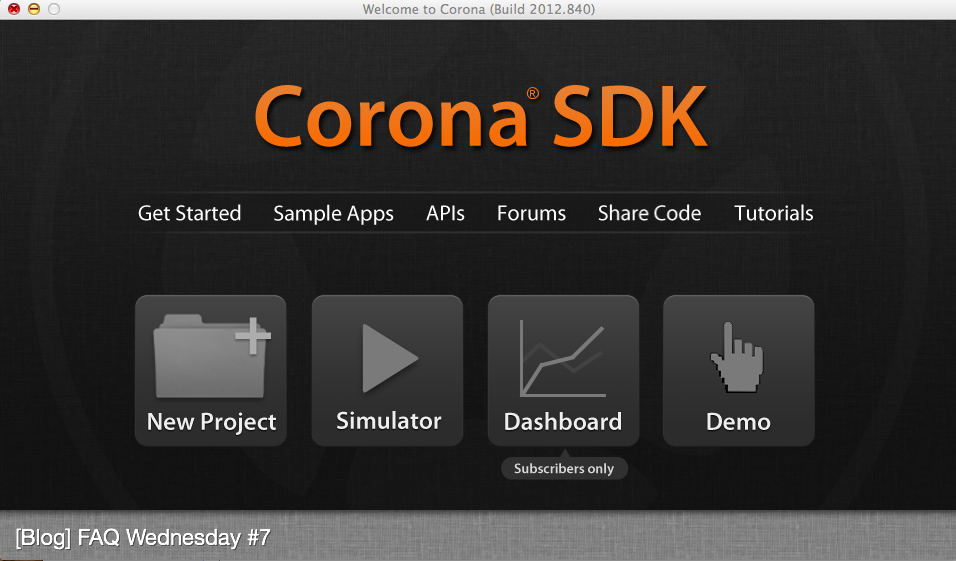 Welcome to Corona (Build 2012.840)
Corona® SDK
Get Started Sample Apps APIs Forums Share Code Tutorials
New Project Simulator Dashboard Demo
Subscribers only
[Blog] FAQ Wednesday #7